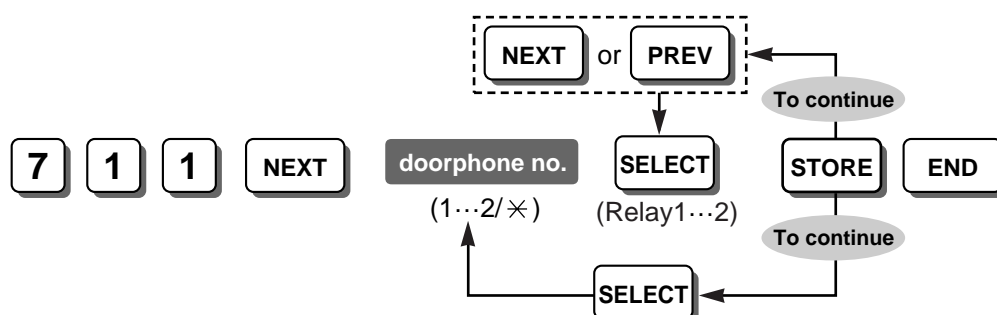 NEXT or PREV
To continue
7 1 1 NEXT doorphone no. SELECT STORE END
(1···2/✳) (Relay1···2)
To continue
SELECT